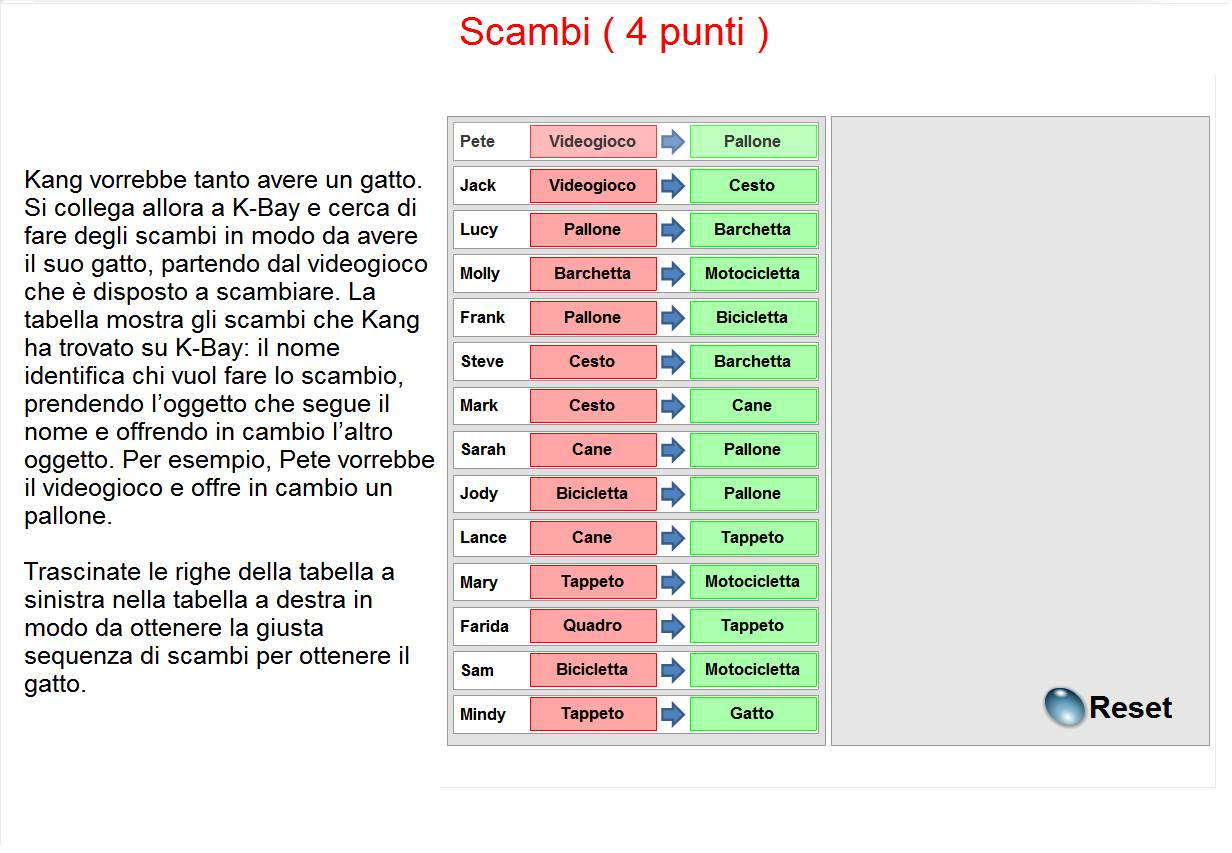 Scambi ( 4 punti )
Kang vorrebbe tanto avere un gatto.
Si collega allora a K-Bay e cerca di
fare degli scambi in modo da avere
il suo gatto, partendo dal videogioco
che è disposto a scambiare. La
tabella mostra gli scambi che Kang
ha trovato su K-Bay: il nome
identifica chi vuol fare lo scambio,
prendendo l’oggetto che segue il
nome e offrendo in cambio l’altro
oggetto. Per esempio, Pete vorrebbe
il videogioco e offre in cambio un
pallone.
Trascinate le righe della tabella a
sinistra nella tabella a destra in
modo da ottenere la giusta
sequenza di scambi per ottenere il
gatto.
Pete Videogioco Pallone
Jack Videogioco Cesto
Lucy Pallone Barchetta
Molly Barchetta Motocicletta
Frank Pallone Bicicletta
Steve Cesto Barchetta
Mark Cesto Cane
Sarah Cane Pallone
Jody Bicicletta Pallone
Lance Cane Tappeto
Mary Tappeto Motocicletta
Farida Quadro Tappeto
Sam Bicicletta Motocicletta
Mindy Tappeto Gatto
Reset